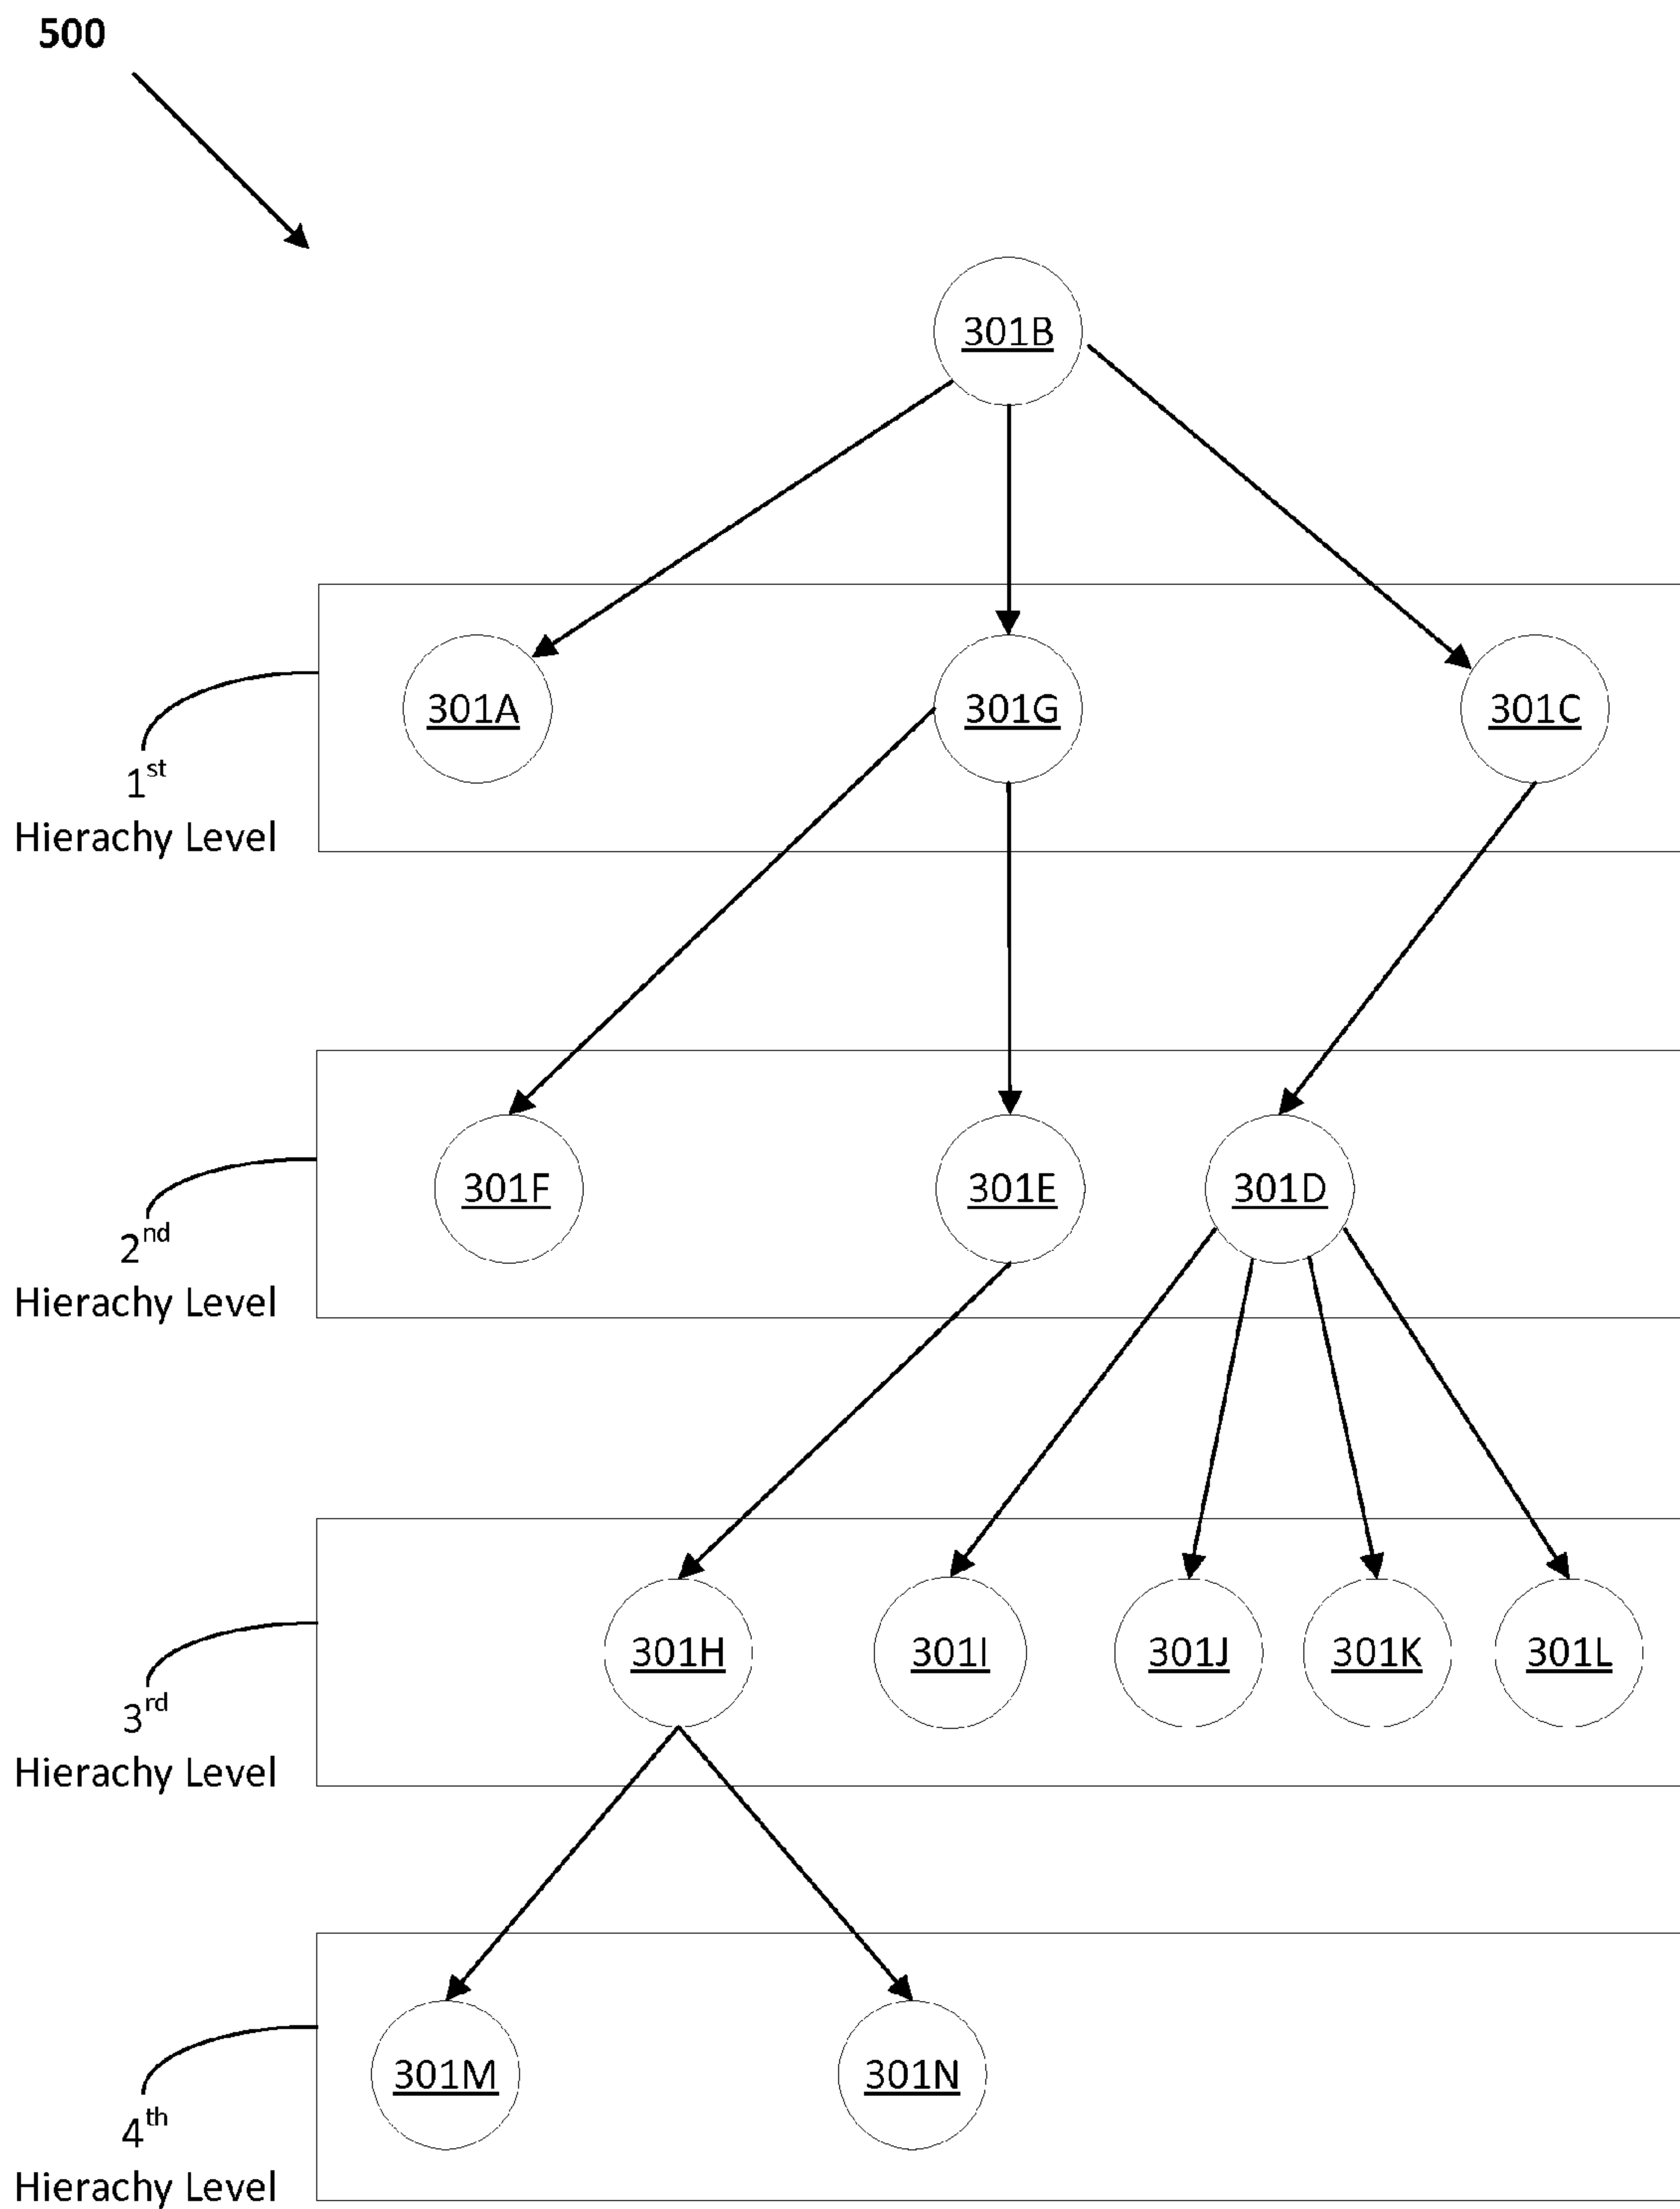 500
301B
301A
301G
301C
1st
Hierachy Level
301F
301E
301D
2nd
Hierachy Level
301H
301I
301J
301K
301L
3rd
Hierachy Level
301M
301N
4th
Hierachy Level